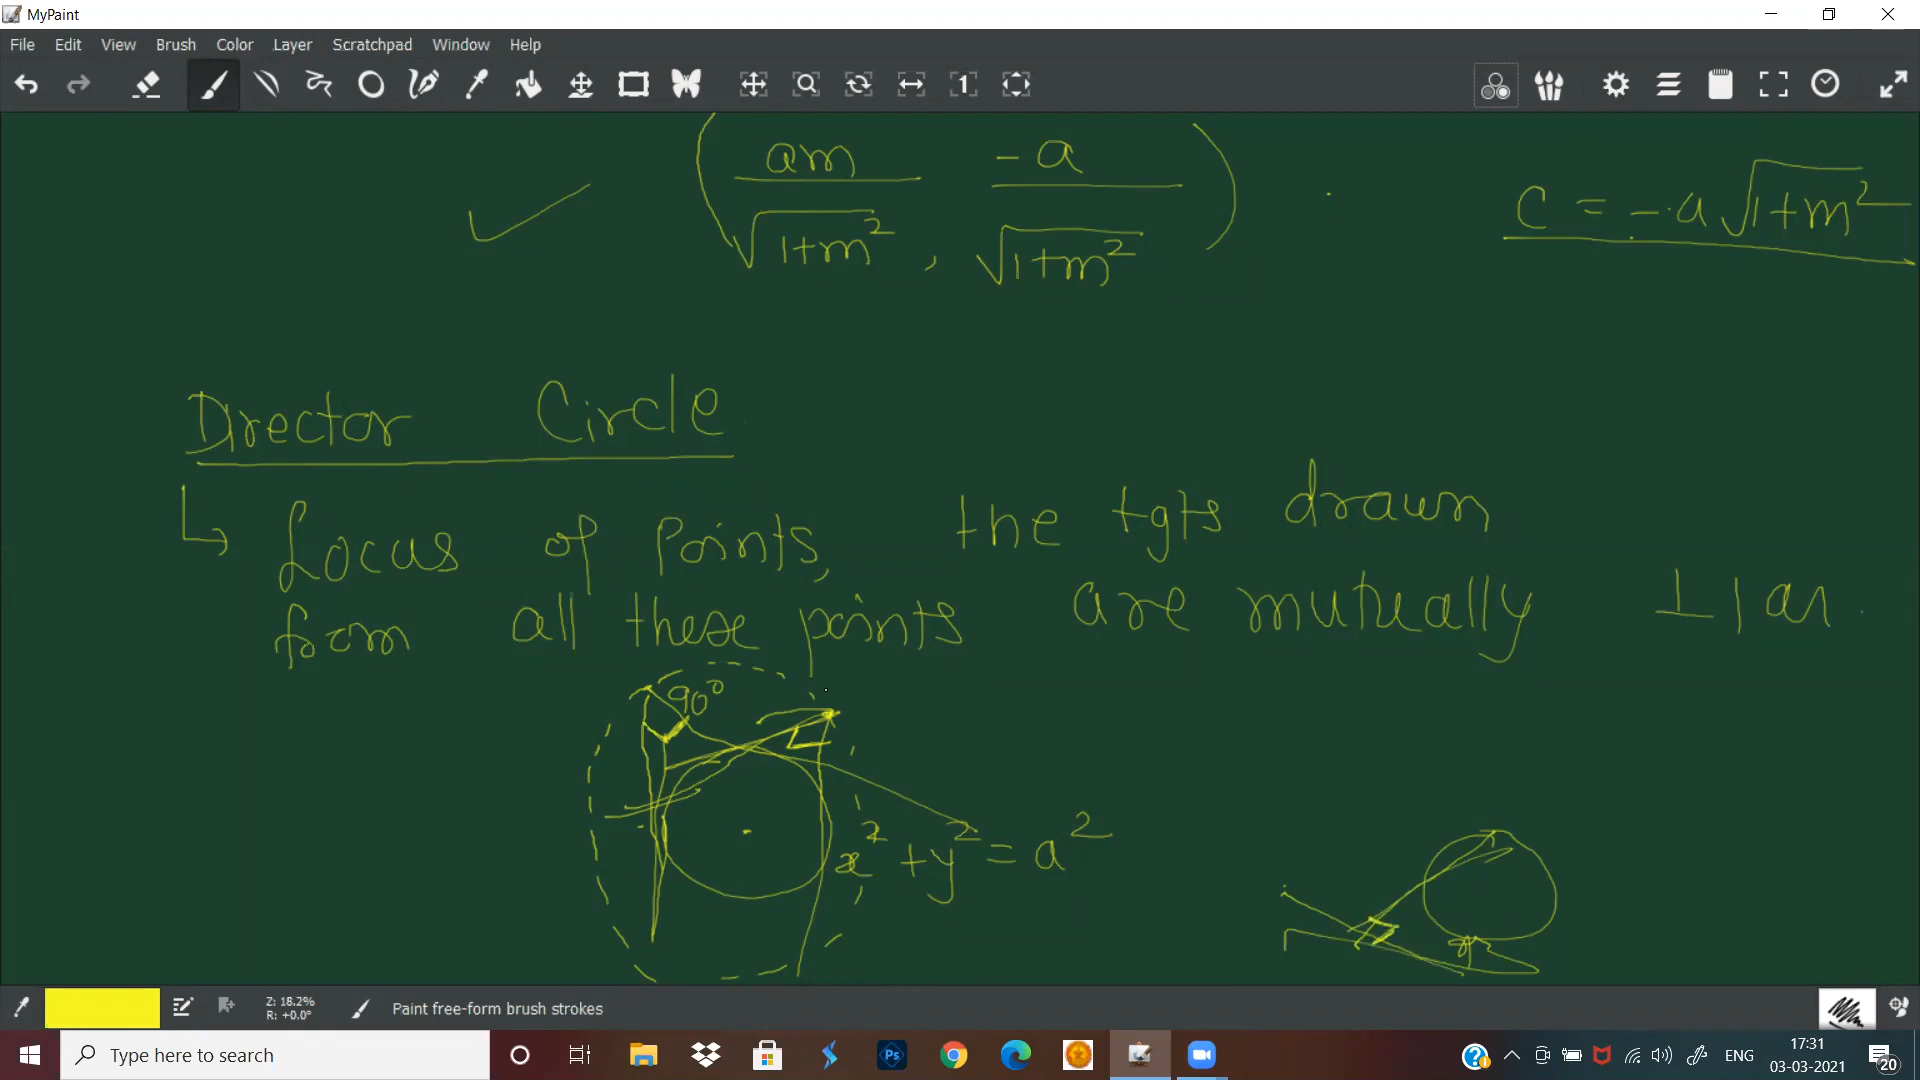 MyPaint
File Edit View Brush Color Layer Scratchpad Window Help
( am / √1+m² , -a / √1+m² ) .
C = -a √1+m²
Director Circle
↳ Locus of Points, the tgts drawn
from all these points are mutually ⊥lar.
90°
x² + y² = a²
Z: 18.2%
R: +0.0°
Paint free-form brush strokes
Type here to search
Ps
ENG
17:31
03-03-2021
20